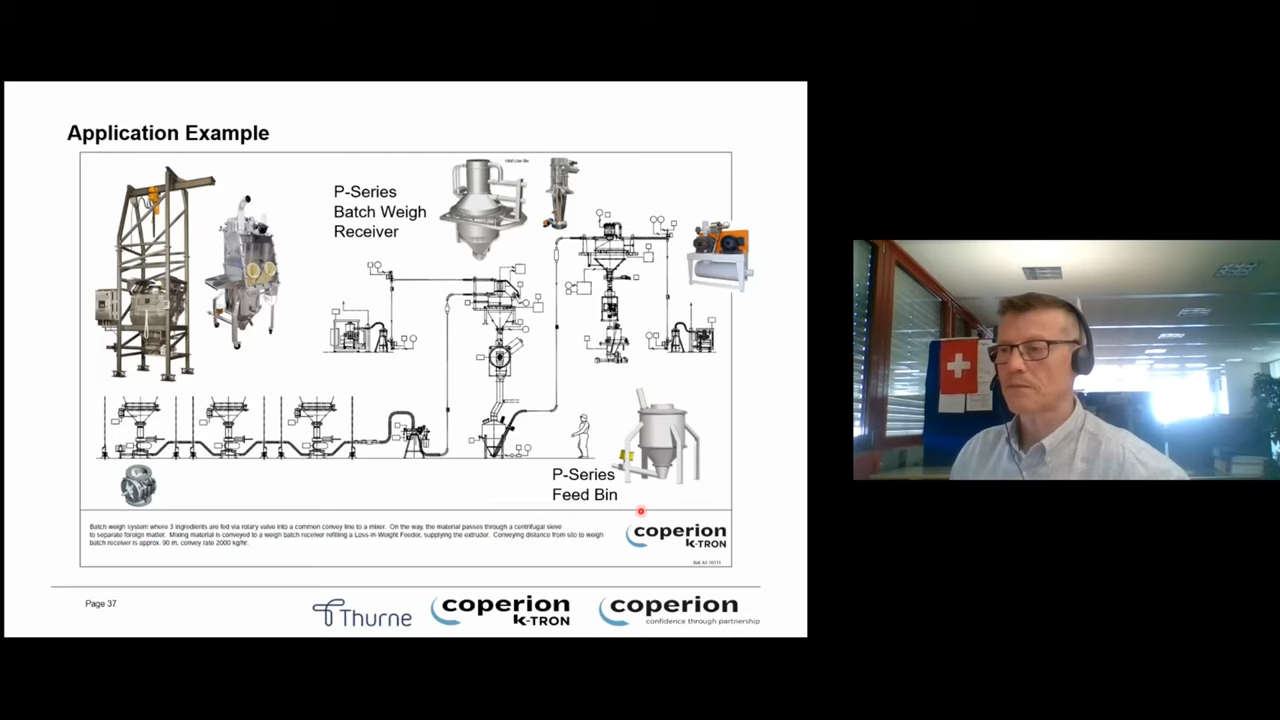 Application Example
P-Series
Batch Weigh
Receiver
P-Series
Feed Bin
Batch weigh system where 3 ingredients are fed via rotary valve into a common convey line to a mixer. On the way, the material passes through a centrifugal sieve
to separate foreign matter. Mixing material is conveyed to a weigh batch receiver refilling a Loss-in-Weight Feeder, supplying the extruder. Conveying distance from silo to weigh
batch receiver is approx. 90 m, convey rate 2000 kg/hr.
coperion
K-TRON
Page 37
Thurne
coperion
K-TRON
coperion
confidence through partnership